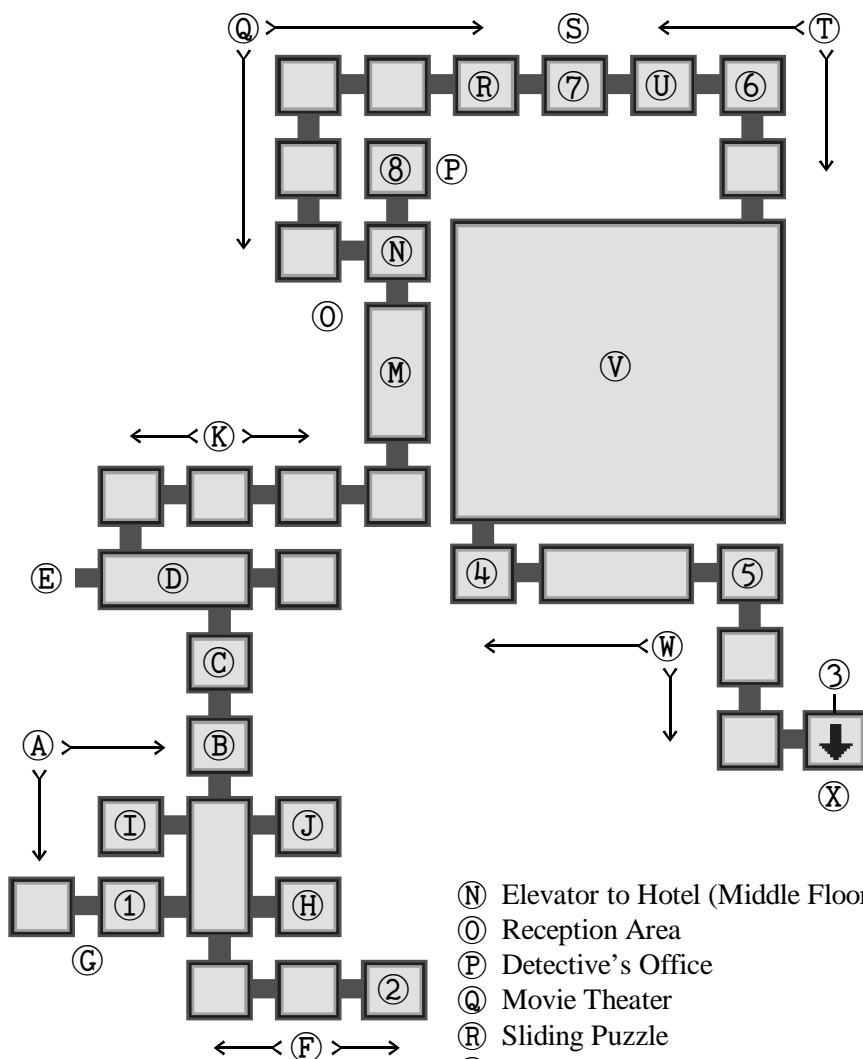 Ⓠ Ⓢ Ⓣ
Ⓡ ⑦ Ⓤ ⑥
⑧ Ⓟ
Ⓝ
Ⓞ
Ⓜ Ⓥ
Ⓚ
Ⓔ Ⓓ ④ ⑤
Ⓦ
Ⓒ
③
Ⓐ Ⓑ
Ⓧ
Ⓘ Ⓙ
① Ⓗ
Ⓖ
②
Ⓕ
Ⓝ Elevator to Hotel (Middle Floor
Ⓞ Reception Area
Ⓟ Detective's Office
Ⓠ Movie Theater
Ⓡ Sliding Puzzle